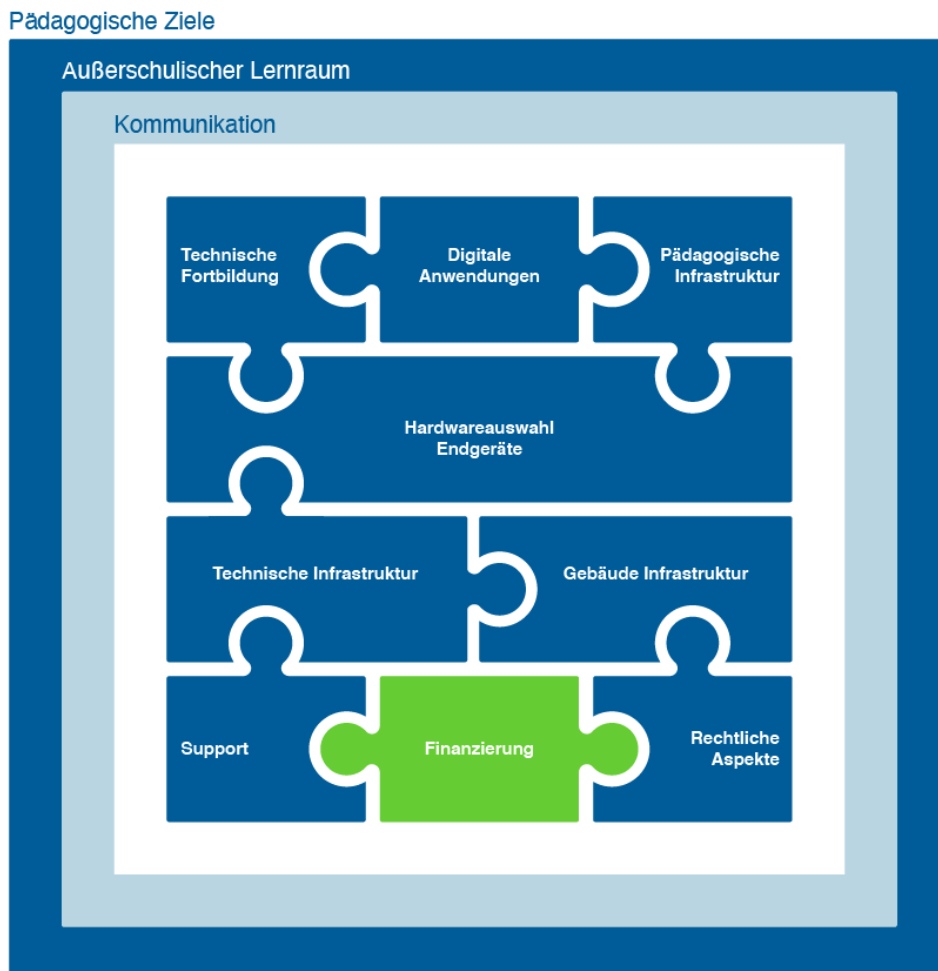 Pädagogische Ziele
Außerschulischer Lernraum
Kommunikation
Technische
Fortbildung
Digitale
Anwendungen
Pädagogische
Infrastruktur
Hardwareauswahl
Endgeräte
Technische Infrastruktur
Gebäude Infrastruktur
Support
Finanzierung
Rechtliche
Aspekte